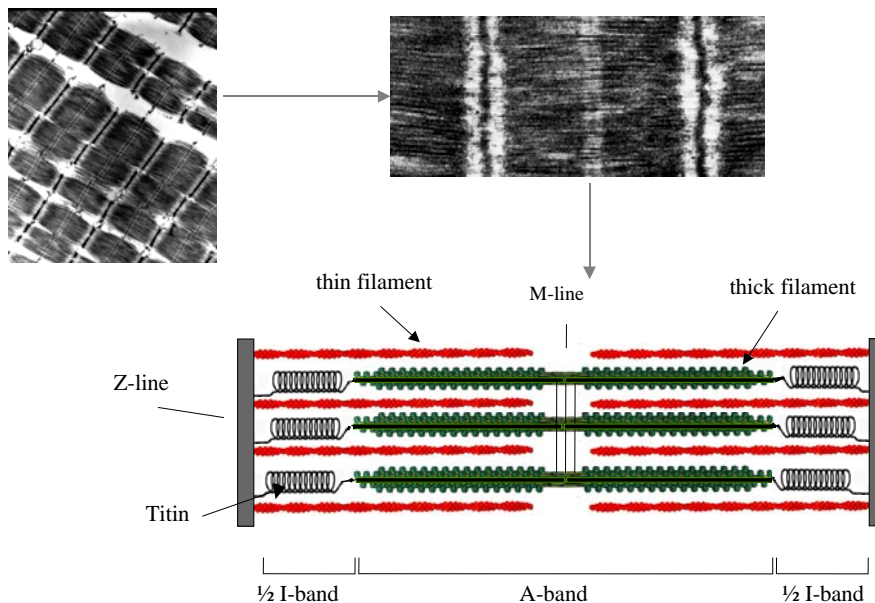 thin filament
M-line
thick filament
Z-line
Titin
½ I-band
A-band
½ I-band